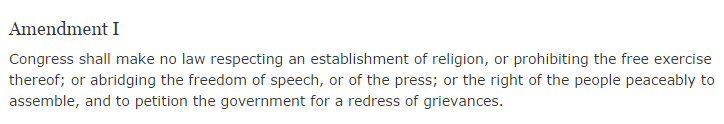 Amendment I
Congress shall make no law respecting an establishment of religion, or prohibiting the free exercise
thereof; or abridging the freedom of speech, or of the press; or the right of the people peaceably to
assemble, and to petition the government for a redress of grievances.